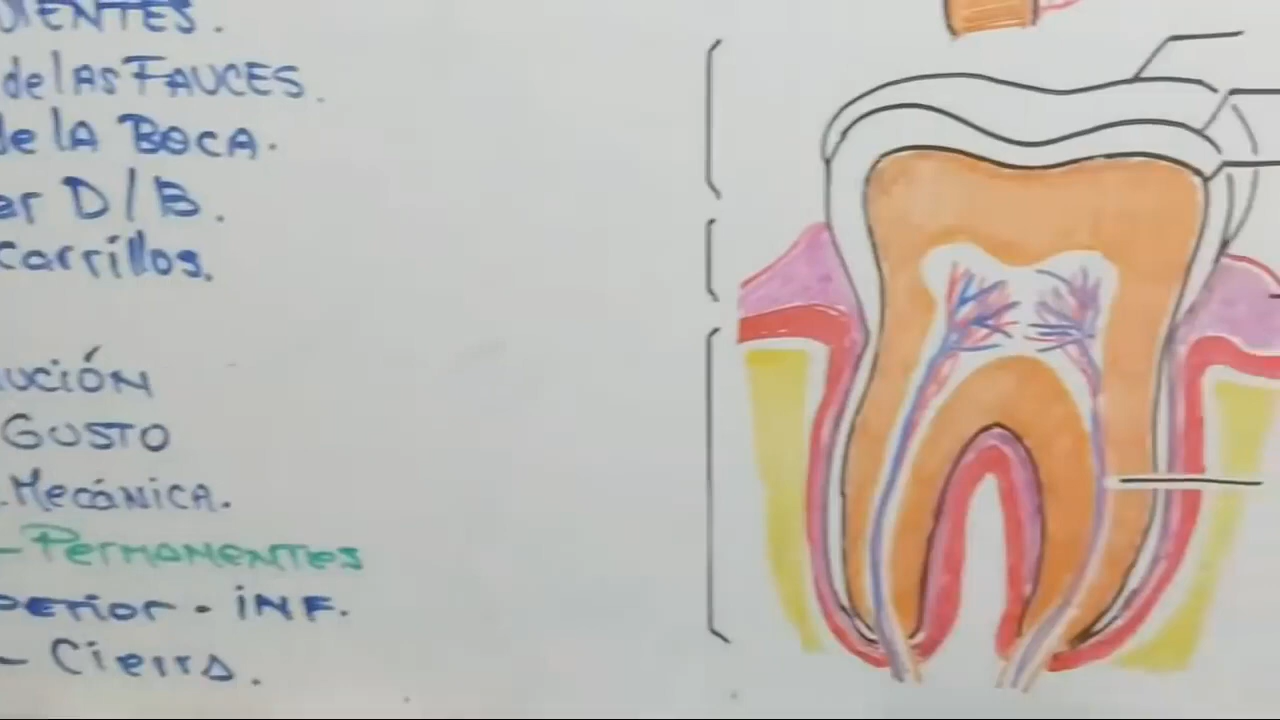 DIENTES.
de lAS FAUCES.
de lA BOCA.
er D/B.
Carrillos.
UCIÓN
GUSTO
.MecánicA.
-PerMANENTES
PERior. iNF.
- Cierra.